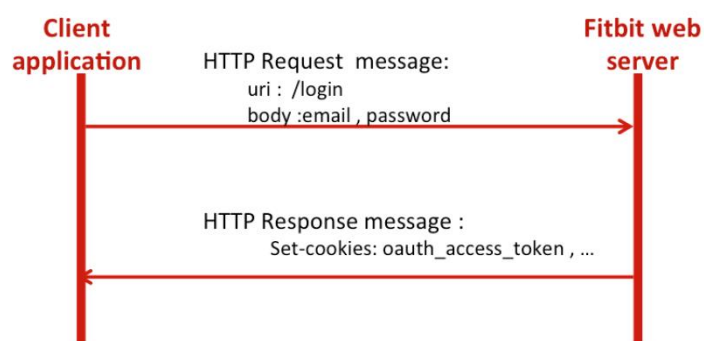 Client
application
Fitbit web
server
HTTP Request  message:
uri :  /login
body :email , password
HTTP Response message :
Set-cookies: oauth_access_token , ...